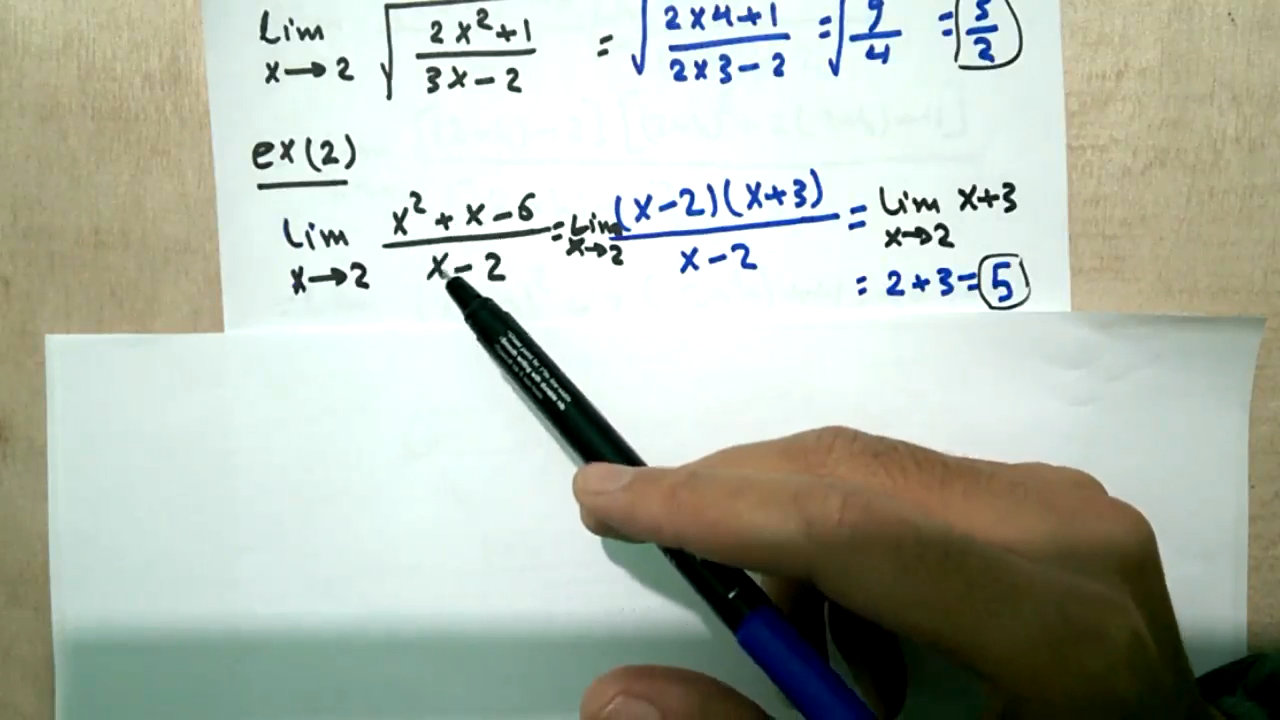 Lim x→2 √(2x²+1 / 3x-2) = √(2×4+1 / 2×3-2) = √(9/4) = 3/2
ex(2)
Lim x→2 x²+x-6 / x-2 = Lim x→2 (x-2)(x+3) / x-2 = Lim x→2 x+3
= 2+3=5